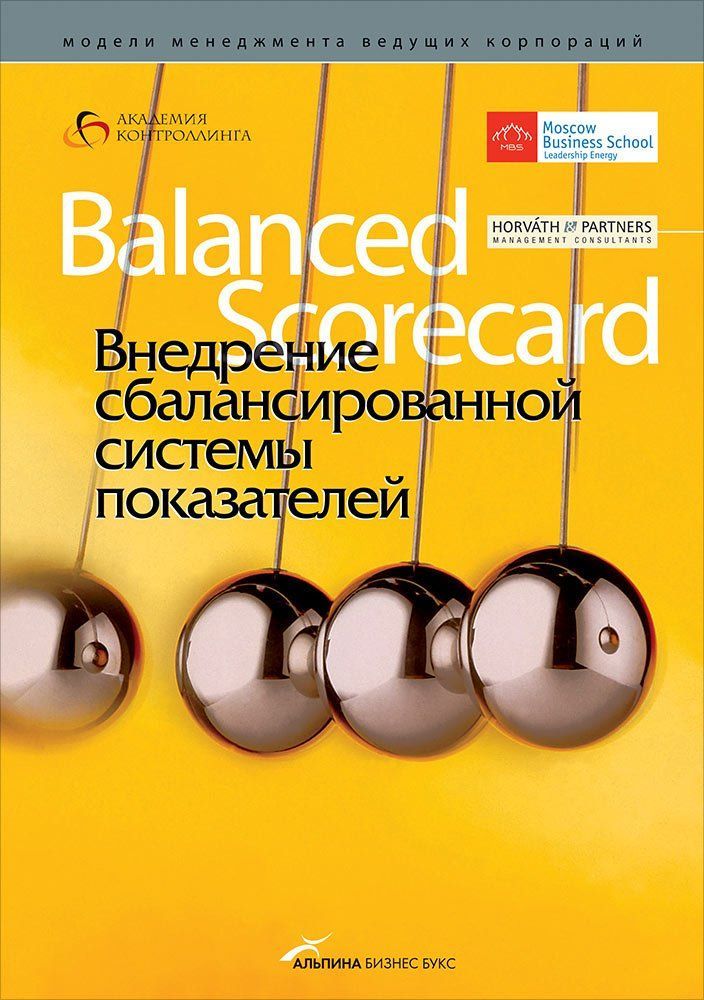 модели менеджмента ведущих корпораций
АКАДЕМИЯ
КОНТРОЛЛИНГА
MBS
Moscow
Business School
Leadership Energy
Balanced
HORVÁTH & PARTNERS
MANAGEMENT CONSULTANTS
Scorecard
Внедрение
сбалансированной
системы
показателей
АЛЬПИНА БИЗНЕС БУКС